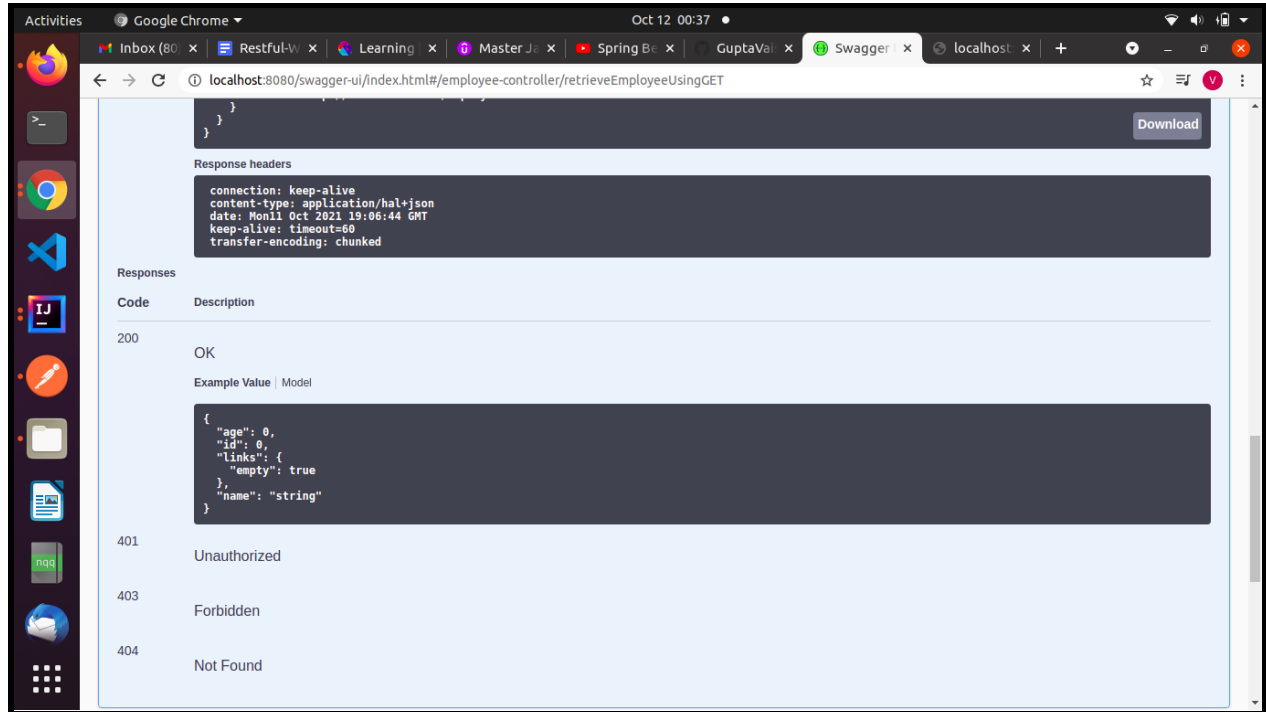 Activities
Google Chrome
Oct 12 00:37
Inbox (80)
Restful-W
Learning
Master Ja
Spring Be
GuptaVai
Swagger
localhost:
localhost:8080/swagger-ui/index.html#/employee-controller/retrieveEmployeeUsingGET
V
>_
}
}
}
Download
Response headers
connection: keep-alive
content-type: application/hal+json
date: Mon11 Oct 2021 19:06:44 GMT
keep-alive: timeout=60
transfer-encoding: chunked
Responses
Code Description
200
OK
Example Value Model
{
"age": 0,
"id": 0,
"links": {
"empty": true
},
"name": "string"
}
401
Unauthorized
403
Forbidden
404
Not Found
IJ
nqq